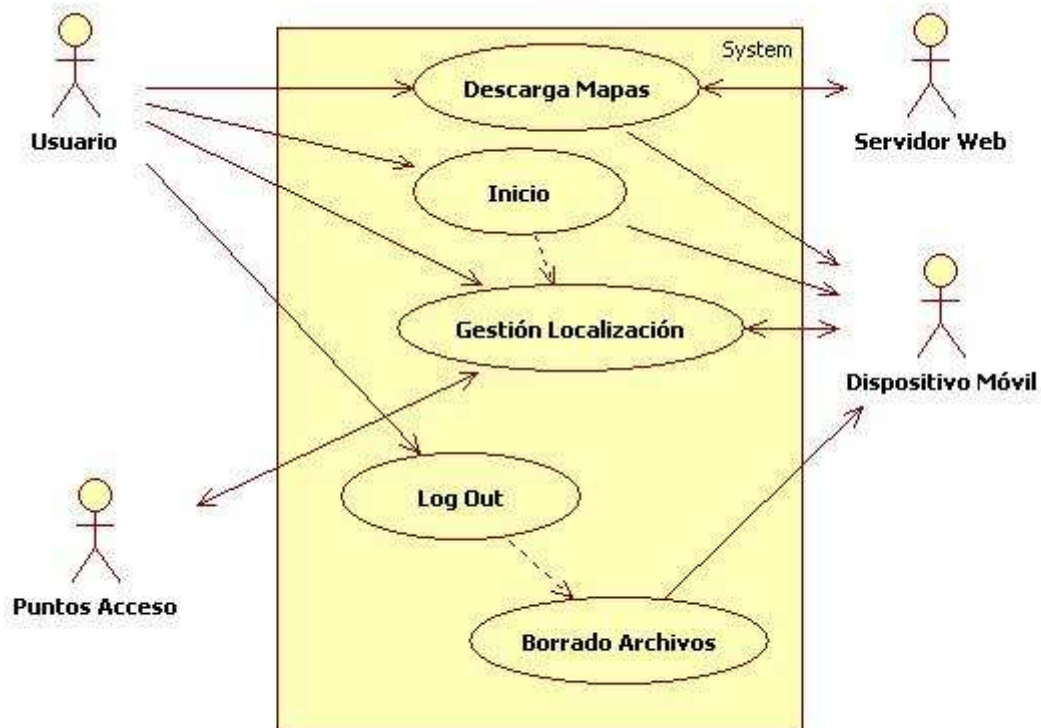 System
Descarga Mapas
Usuario
Servidor Web
Inicio
Gestión Localización
Dispositivo Móvil
Log Out
Puntos Acceso
Borrado Archivos